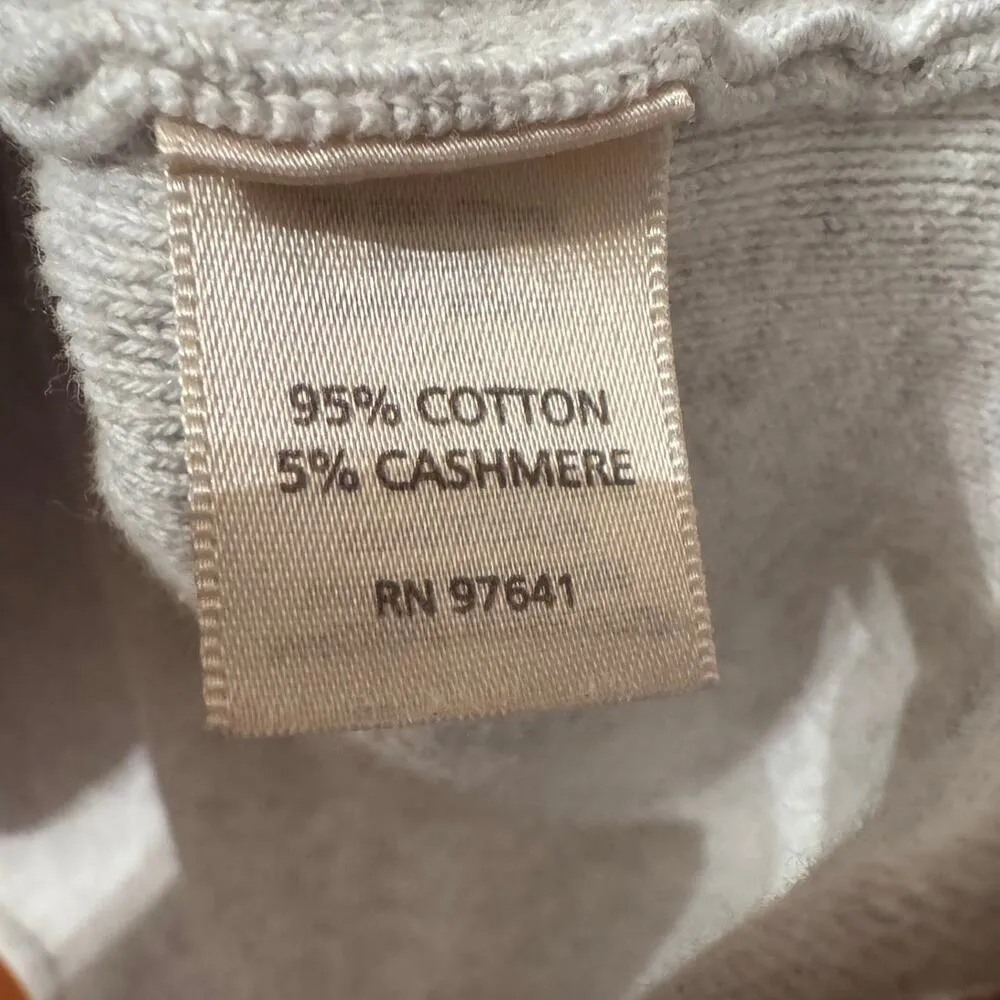 95% COTTON
5% CASHMERE
RN 97641